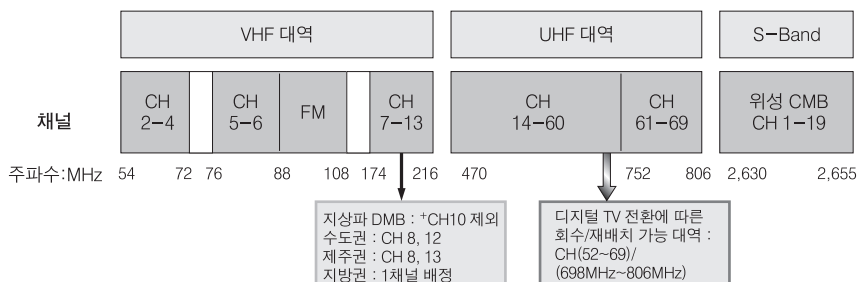 VHF 대역
UHF 대역
S-Band
채널
CH
2-4
CH
5-6
FM
CH
7-13
CH
14-60
CH
61-69
위성 CMB
CH 1-19
주파수:MHz 54 72 76 88 108 174 216 470 752 806 2,630 2,655
지상파 DMB : +CH10 제외
수도권 : CH 8, 12
제주권 : CH 8, 13
지방권 : 1채널 배정
디지털 TV 전환에 따른
회수/재배치 가능 대역 :
CH(52~69)/
(698MHz~806MHz)